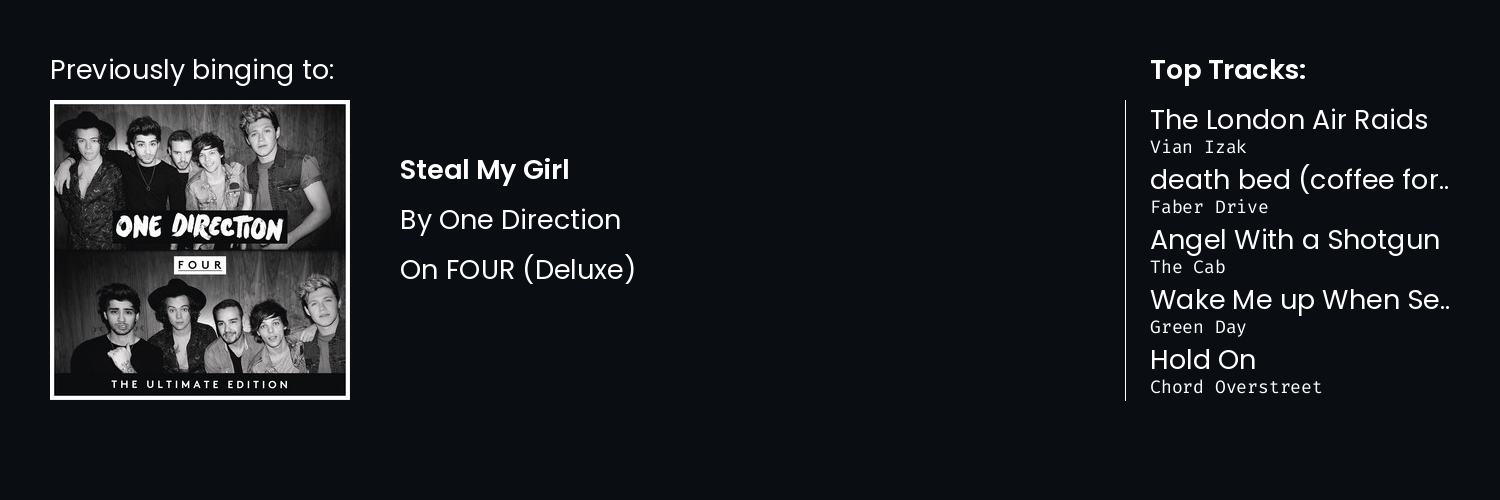 Previously binging to:
ONE DIRECTION
FOUR
THE ULTIMATE EDITION
Steal My Girl
By One Direction
On FOUR (Deluxe)
Top Tracks:
The London Air Raids
Vian Izak
death bed (coffee for..
Faber Drive
Angel With a Shotgun
The Cab
Wake Me up When Se..
Green Day
Hold On
Chord Overstreet